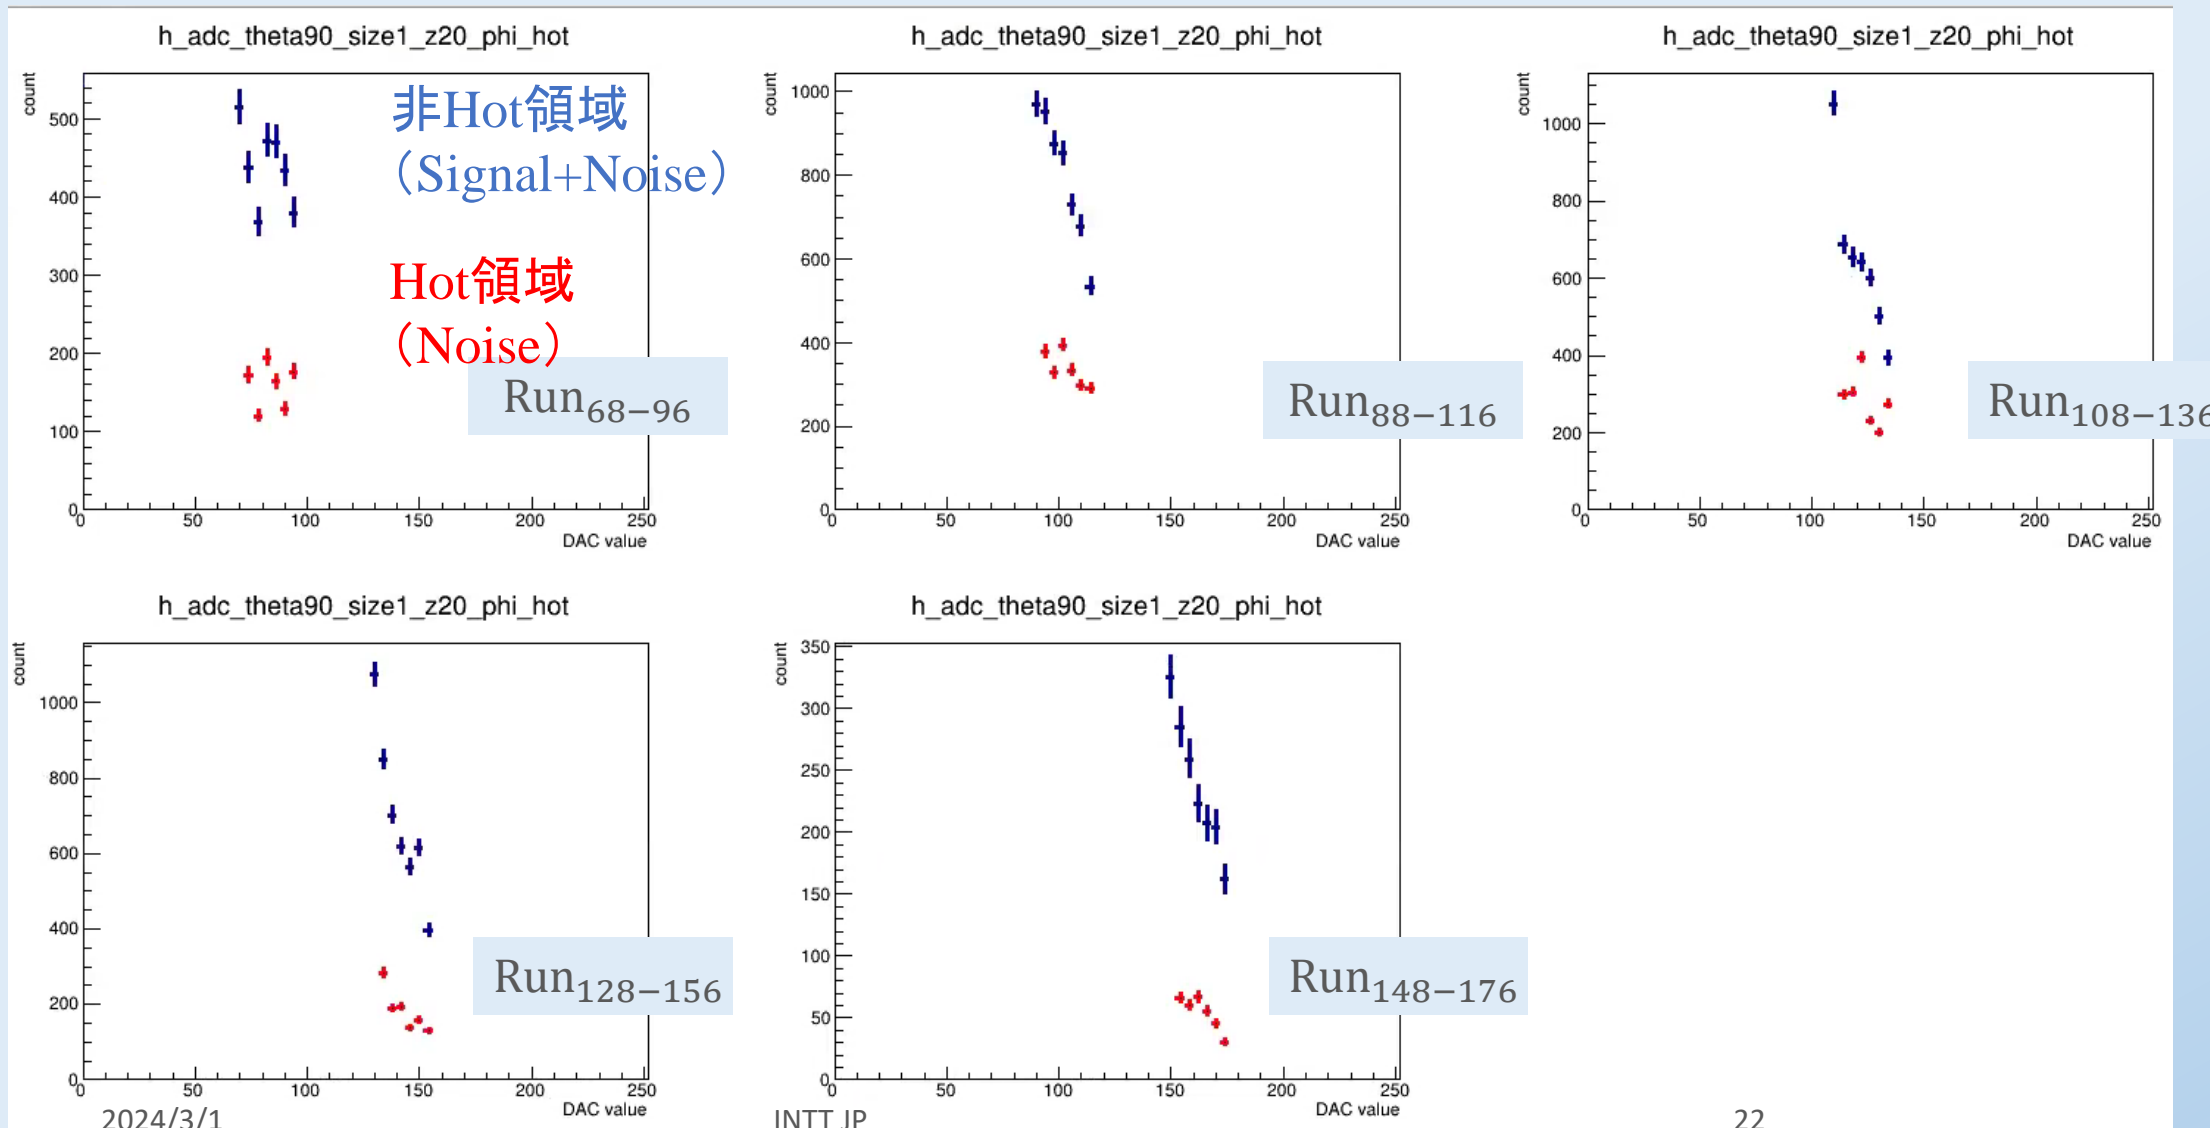 h_adc_theta90_size1_z20_phi_hot
count
500
400
300
200
100
0
0 50 100 150 200 250
DAC value
非Hot領域
(Signal+Noise)
Hot領域
(Noise)
Run68−96
h_adc_theta90_size1_z20_phi_hot
count
1000
800
600
400
200
0
0 50 100 150 200 250
DAC value
Run88−116
h_adc_theta90_size1_z20_phi_hot
count
1000
800
600
400
200
0
0 50 100 150 200 250
DAC value
Run108−136
h_adc_theta90_size1_z20_phi_hot
count
1000
800
600
400
200
0
0 50 100 150 200 250
DAC value
Run128−156
h_adc_theta90_size1_z20_phi_hot
count
350
300
250
200
150
100
50
0
0 50 100 150 200 250
DAC value
Run148−176
2024/3/1
INTT JP
22